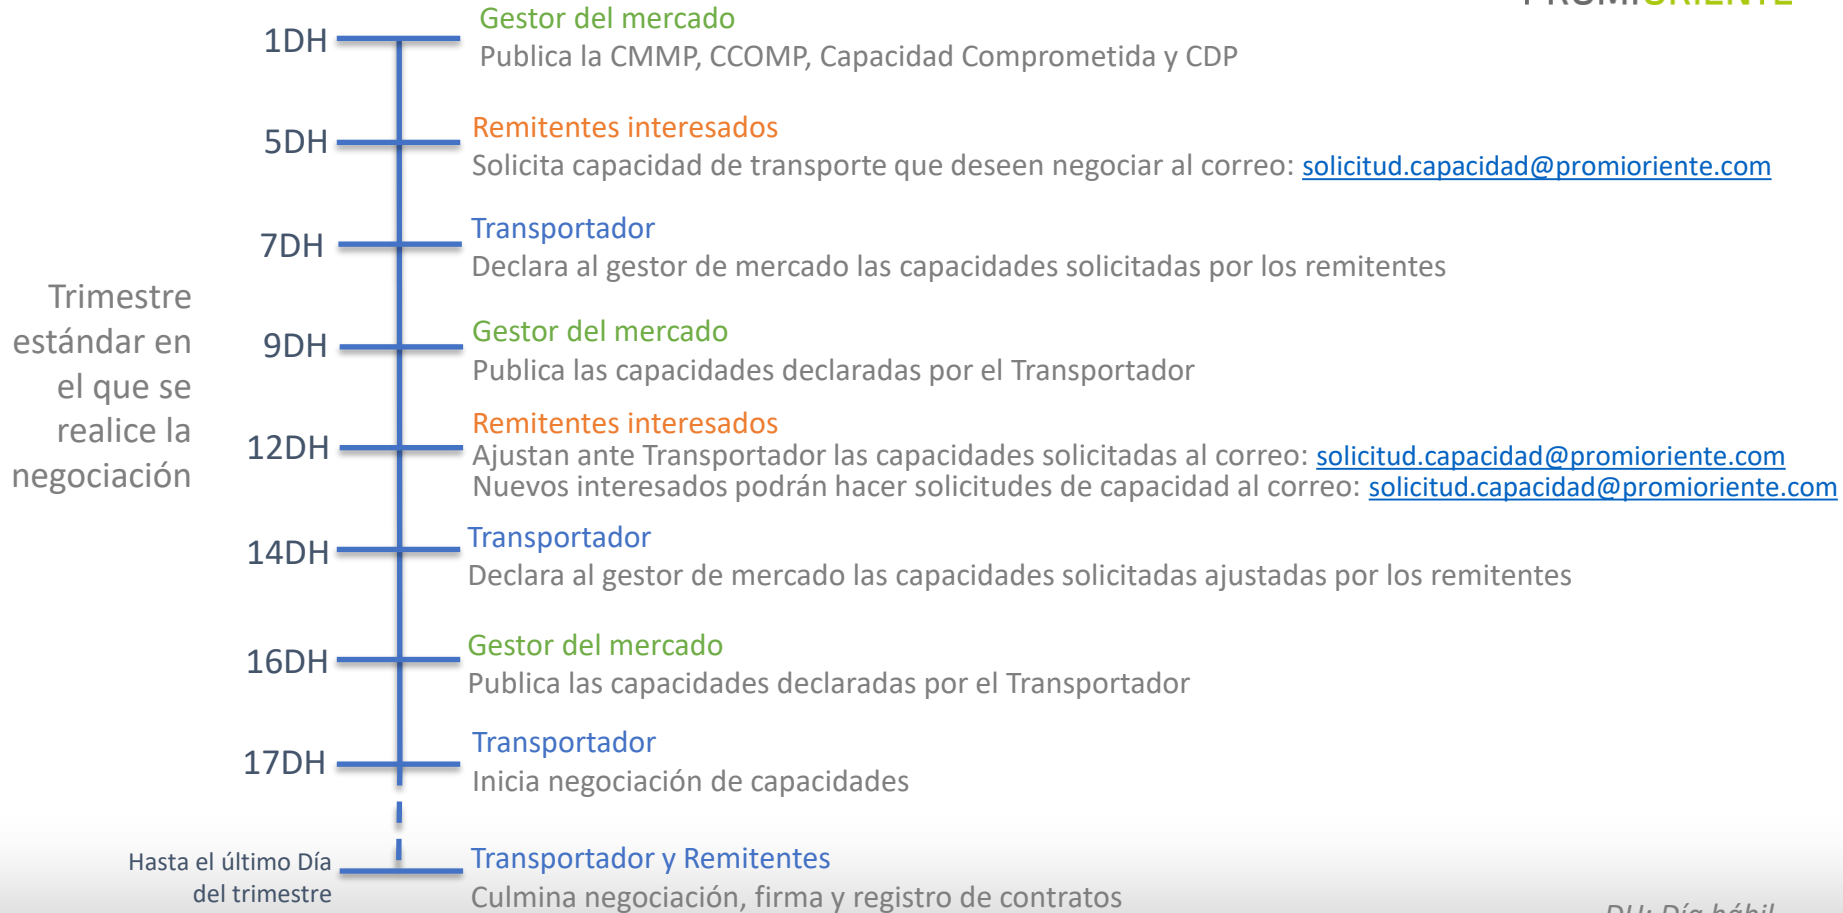 PROMIORIENTE
1DH
Gestor del mercado
Publica la CMMP, CCOMP, Capacidad Comprometida y CDP
5DH
Remitentes interesados
Solicita capacidad de transporte que deseen negociar al correo: solicitud.capacidad@promioriente.com
7DH
Transportador
Declara al gestor de mercado las capacidades solicitadas por los remitentes
Trimestre
estándar en
el que se
realice la
negociación
9DH
Gestor del mercado
Publica las capacidades declaradas por el Transportador
12DH
Remitentes interesados
Ajustan ante Transportador las capacidades solicitadas al correo: solicitud.capacidad@promioriente.com
Nuevos interesados podrán hacer solicitudes de capacidad al correo: solicitud.capacidad@promioriente.com
14DH
Transportador
Declara al gestor de mercado las capacidades solicitadas ajustadas por los remitentes
16DH
Gestor del mercado
Publica las capacidades declaradas por el Transportador
17DH
Transportador
Inicia negociación de capacidades
Hasta el último Día
del trimestre
Transportador y Remitentes
Culmina negociación, firma y registro de contratos
DH: Día hábil